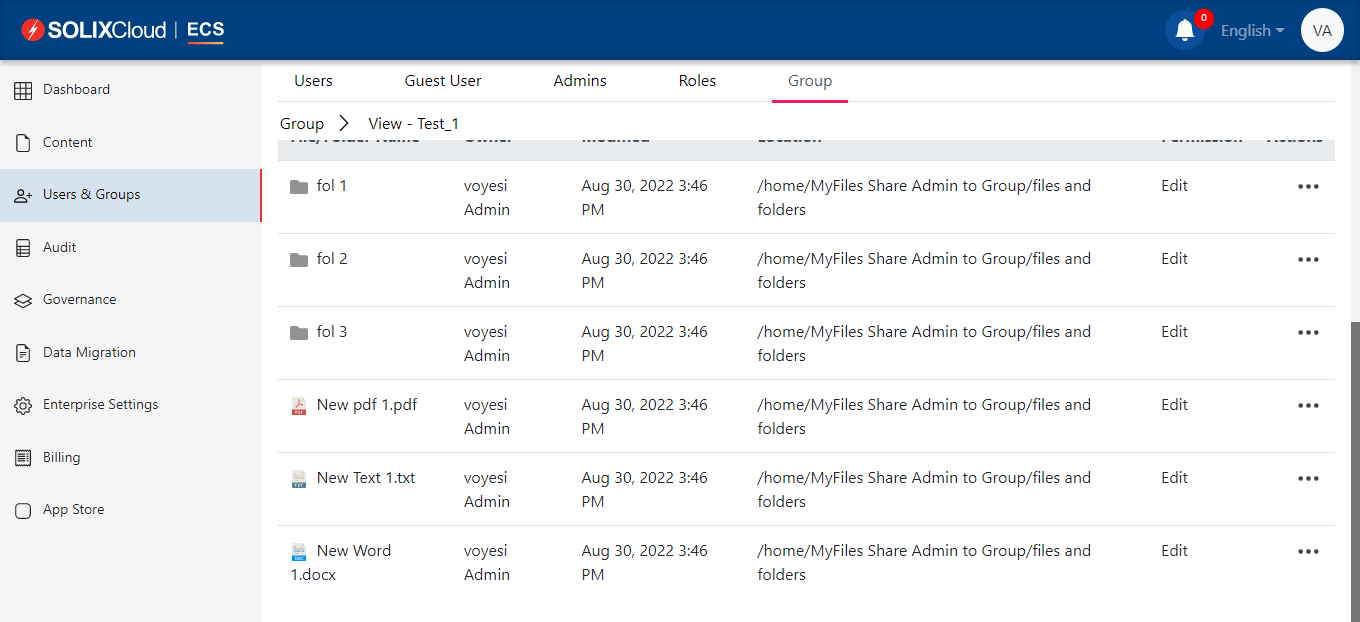 SOLIXCloud | ECS
0
English
VA
Dashboard
Content
Users & Groups
Audit
Governance
Data Migration
Enterprise Settings
Billing
App Store
Users Guest User Admins Roles Group
Group View - Test_1
File/Folder Name Owner Modified Location Permission Actions
fol 1 voyesi Aug 30, 2022 3:46 /home/MyFiles Share Admin to Group/files and Edit
Admin PM folders
fol 2 voyesi Aug 30, 2022 3:46 /home/MyFiles Share Admin to Group/files and Edit
Admin PM folders
fol 3 voyesi Aug 30, 2022 3:46 /home/MyFiles Share Admin to Group/files and Edit
Admin PM folders
PDF New pdf 1.pdf voyesi Aug 30, 2022 3:46 /home/MyFiles Share Admin to Group/files and Edit
Admin PM folders
TXT New Text 1.txt voyesi Aug 30, 2022 3:46 /home/MyFiles Share Admin to Group/files and Edit
Admin PM folders
DOC New Word voyesi Aug 30, 2022 3:46 /home/MyFiles Share Admin to Group/files and Edit
1.docx Admin PM folders